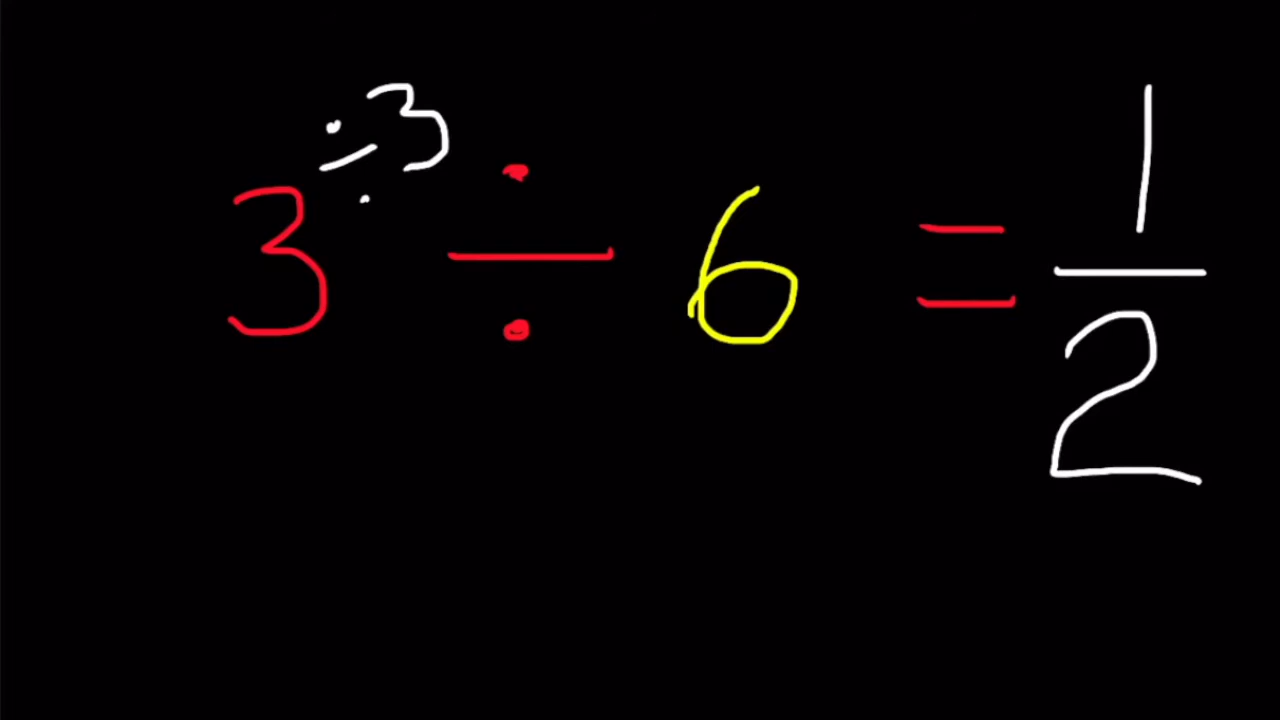 3 ÷3 ÷ 6 = 1/2